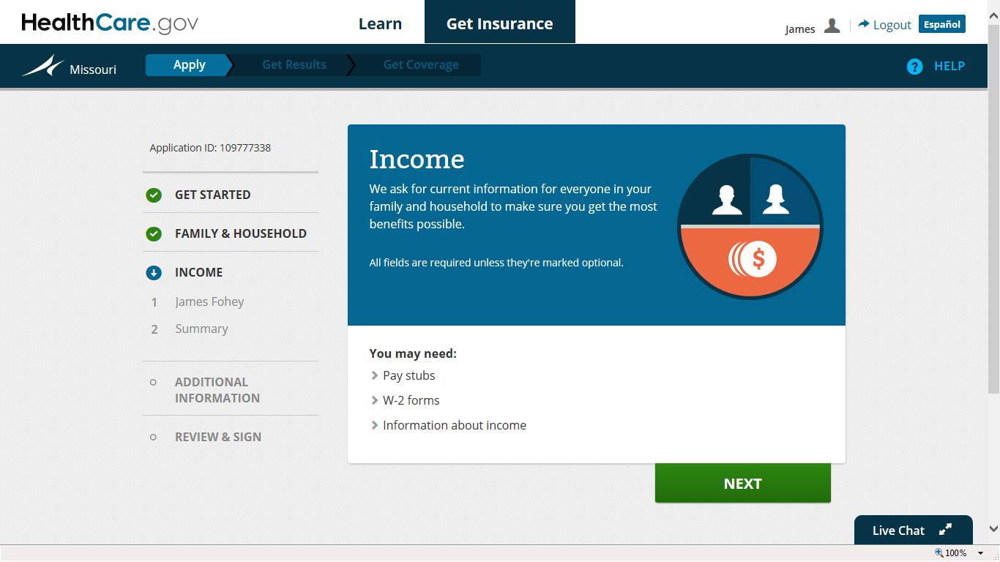 HealthCare.gov
Learn
Get Insurance
James
Logout
Español
Missouri
Apply
Get Results
Get Coverage
? HELP
Application ID: 109777338
GET STARTED
FAMILY & HOUSEHOLD
INCOME
1 James Fohey
2 Summary
ADDITIONAL
INFORMATION
REVIEW & SIGN
Income
We ask for current information for everyone in your
family and household to make sure you get the most
benefits possible.
All fields are required unless they're marked optional.
$
You may need:
Pay stubs
W-2 forms
Information about income
NEXT
Live Chat
100%